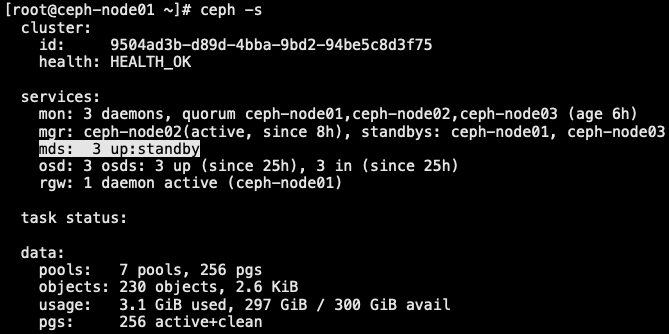 [root@ceph-node01 ~]# ceph -s
  cluster:
    id:     9504ad3b-d89d-4bba-9bd2-94be5c8d3f75
    health: HEALTH_OK

  services:
    mon: 3 daemons, quorum ceph-node01,ceph-node02,ceph-node03 (age 6h)
    mgr: ceph-node02(active, since 8h), standbys: ceph-node01, ceph-node03
    mds:  3 up:standby
    osd: 3 osds: 3 up (since 25h), 3 in (since 25h)
    rgw: 1 daemon active (ceph-node01)

  task status:

  data:
    pools:   7 pools, 256 pgs
    objects: 230 objects, 2.6 KiB
    usage:   3.1 GiB used, 297 GiB / 300 GiB avail
    pgs:     256 active+clean